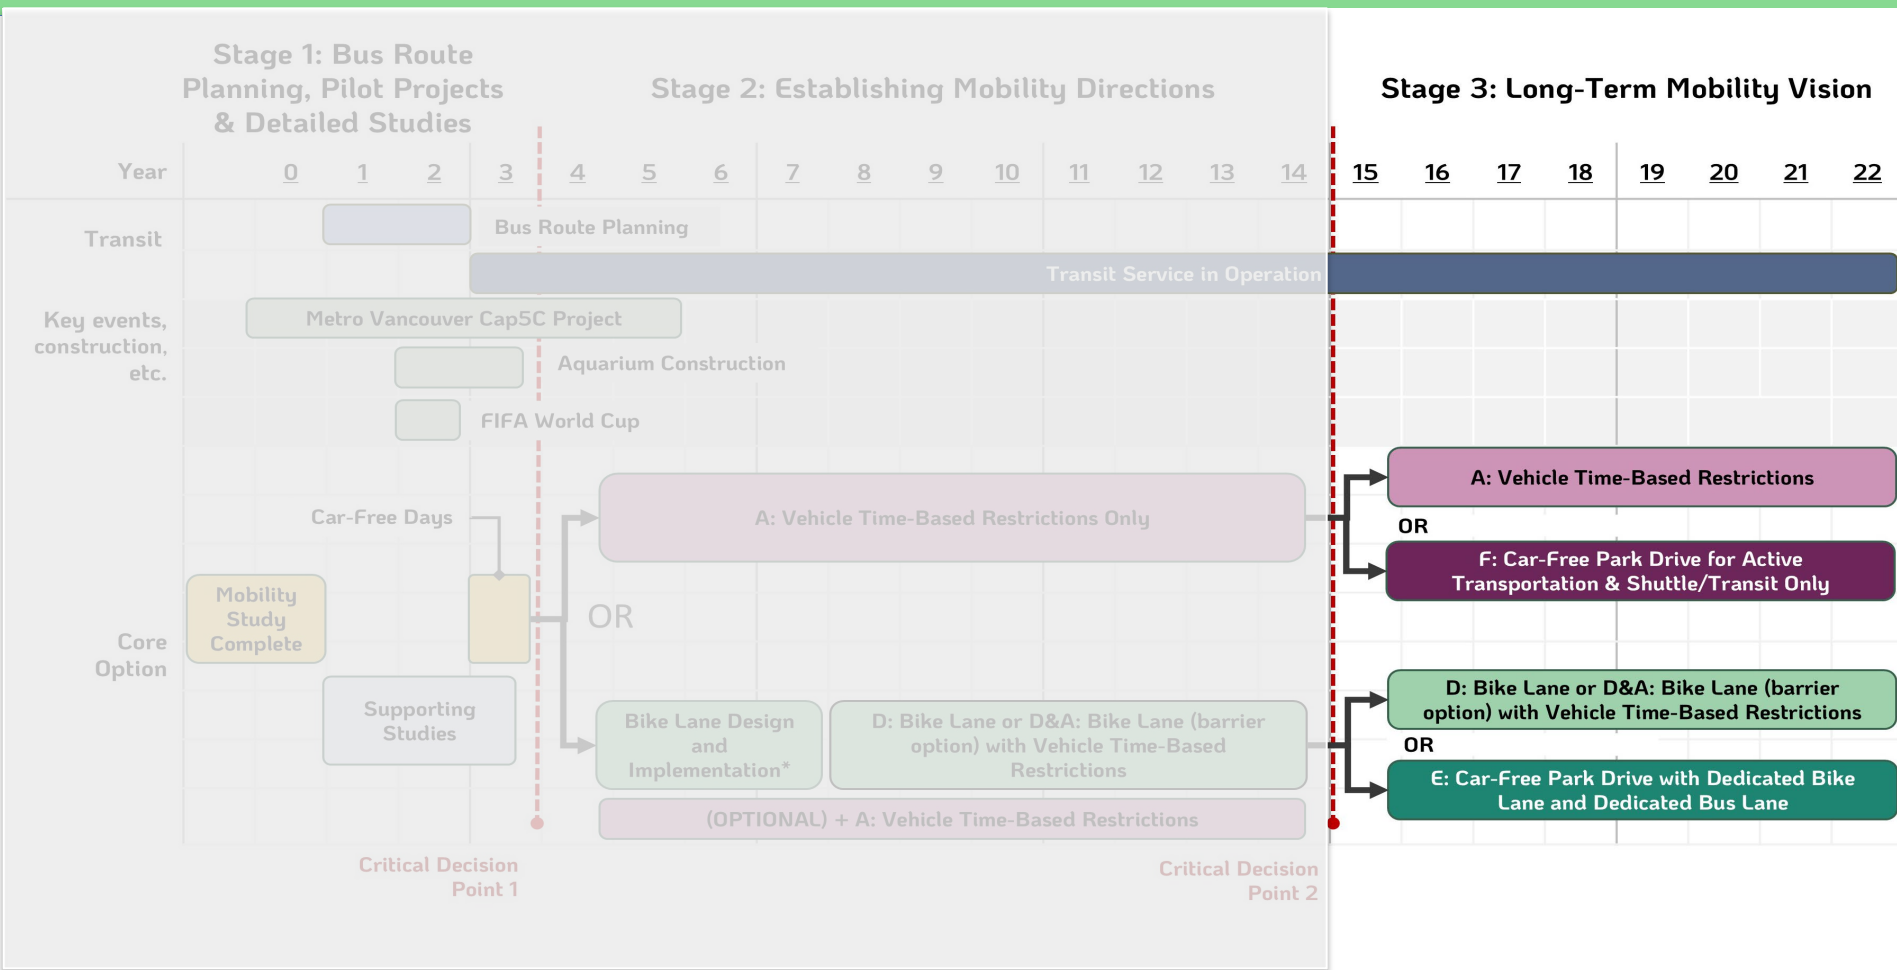 Stage 1: Bus Route
Planning, Pilot Projects
& Detailed Studies
Stage 2: Establishing Mobility Directions
Stage 3: Long-Term Mobility Vision
Year 0 1 2 3 4 5 6 7 8 9 10 11 12 13 14 15 16 17 18 19 20 21 22
Transit
Bus Route Planning
Transit Service in Operation
Key events,
construction,
etc.
Metro Vancouver Cap5C Project
Aquarium Construction
FIFA World Cup
Core
Option
Car-Free Days
Mobility
Study
Complete
Supporting
Studies
OR
A: Vehicle Time-Based Restrictions Only
Bike Lane Design
and
Implementation*
D: Bike Lane or D&A: Bike Lane (barrier
option) with Vehicle Time-Based
Restrictions
(OPTIONAL) + A: Vehicle Time-Based Restrictions
A: Vehicle Time-Based Restrictions
OR
F: Car-Free Park Drive for Active
Transportation & Shuttle/Transit Only
D: Bike Lane or D&A: Bike Lane (barrier
option) with Vehicle Time-Based Restrictions
OR
E: Car-Free Park Drive with Dedicated Bike
Lane and Dedicated Bus Lane
Critical Decision
Point 1
Critical Decision
Point 2